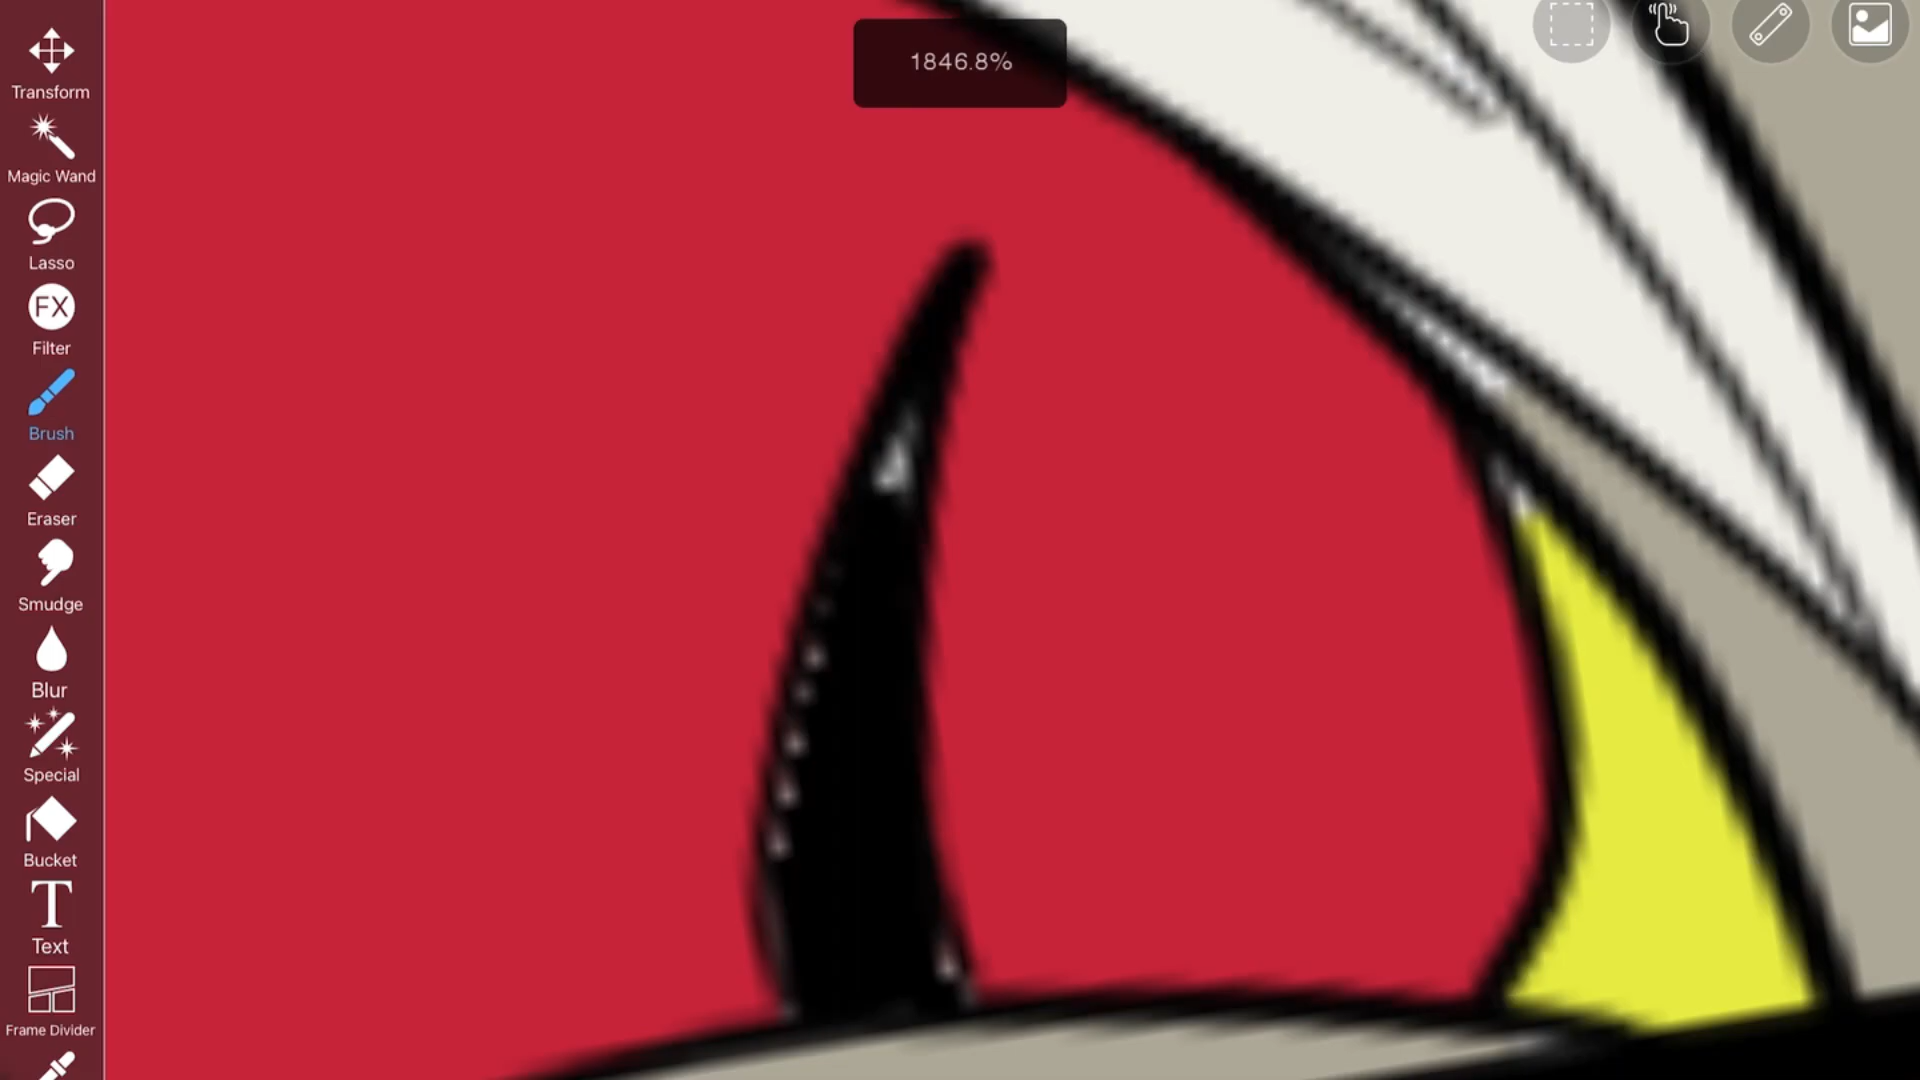 1846.8%
Transform
Magic Wand
Lasso
FX
Filter
Brush
Eraser
Smudge
Blur
Special
Bucket
T
Text
Frame Divider